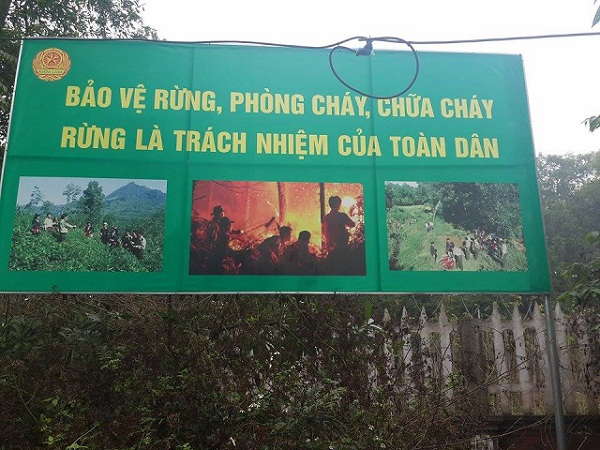 BẢO VỆ RỪNG, PHÒNG CHÁY, CHỮA CHÁY
RỪNG LÀ TRÁCH NHIỆM CỦA TOÀN DÂN